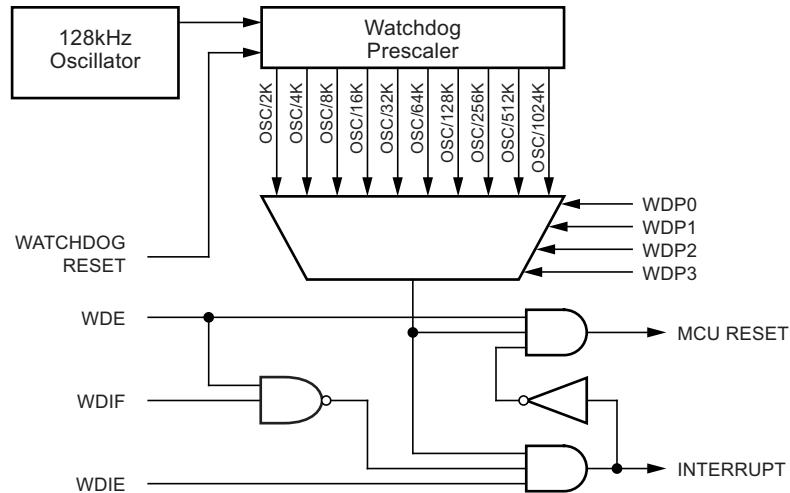 128kHz
Oscillator
Watchdog
Prescaler
OSC/2K
OSC/4K
OSC/8K
OSC/16K
OSC/32K
OSC/64K
OSC/128K
OSC/256K
OSC/512K
OSC/1024K
WDP0
WDP1
WDP2
WDP3
WATCHDOG
RESET
WDE
MCU RESET
WDIF
WDIE
INTERRUPT